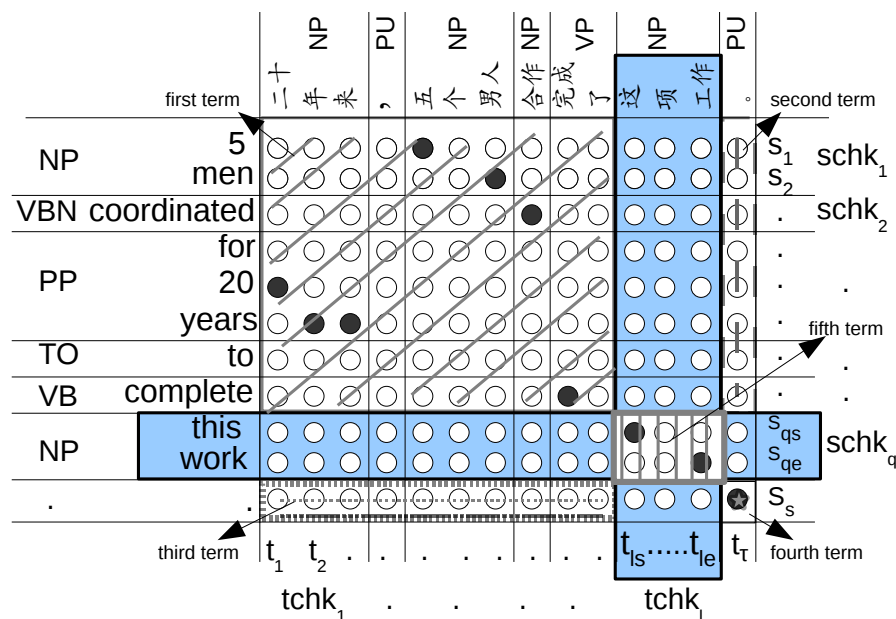 NP PU NP NP VP NP PU
二十 年 来 , 五 个 男人 合作 完成 了 这 项 工作 。
first term
second term
NP 5 s1 schk1
men s2
VBN coordinated . schk2
for .
PP 20 . .
years
fifth term
TO to . .
VB complete . .
this sqs
NP work sqe schkq
. . ss
third term
fourth term
t1 t2 . . . . . . . tls.....tle tτ
tchk1 . . . . tchkl